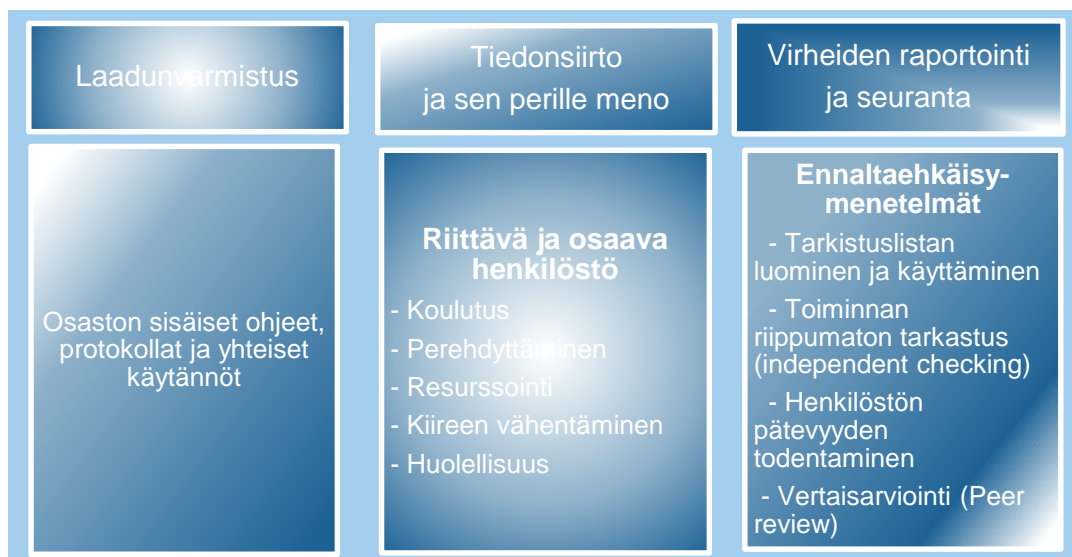 Laadunvarmistus
Tiedonsiirto
ja sen perille meno
Virheiden raportointi
ja seuranta
Osaston sisäiset ohjeet,
protokollat ja yhteiset
käytännöt
Riittävä ja osaava
henkilöstö
- Koulutus
- Perehdyttäminen
- Resurssointi
- Kiireen vähentäminen
- Huolellisuus
Ennaltaehkäisy-
menetelmät
- Tarkistuslistan
luominen ja käyttäminen
- Toiminnan
riippumaton tarkastus
(independent checking)
- Henkilöstön
pätevyyden
todentaminen
- Vertaisarviointi (Peer
review)